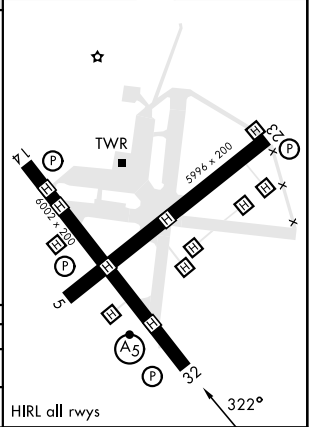 TWR
23
P
H
5996 x 200
14
P
H
H
H
H
H
6002 x 200
H
H
P
H
H
H
5
H
H
A5
P
32
322°
HIRL all rwys